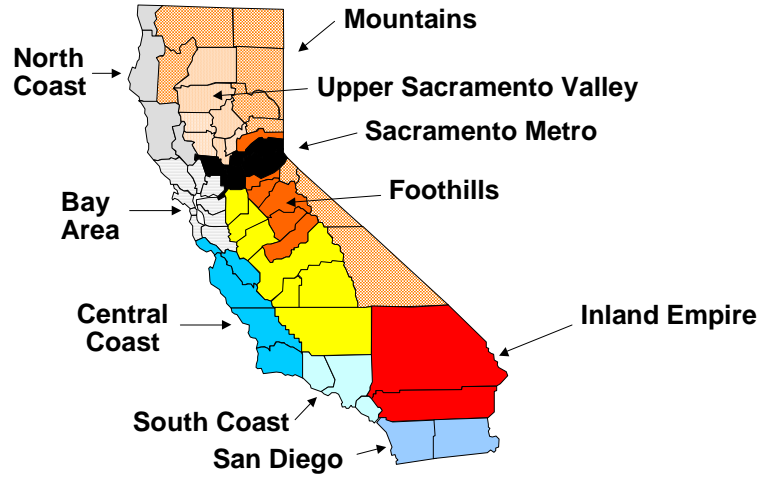 Mountains
North
Coast
Upper Sacramento Valley
Sacramento Metro
Foothills
Bay
Area
Central
Coast
Inland Empire
South Coast
San Diego